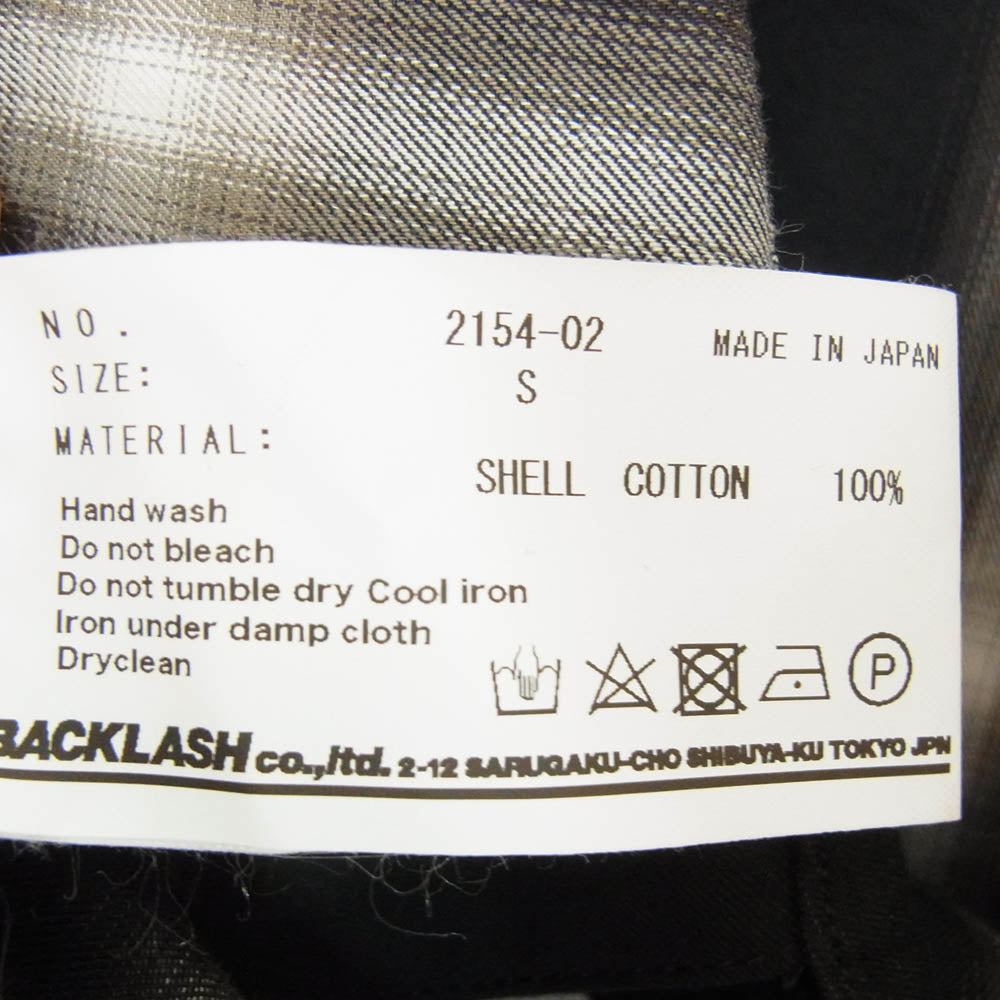 NO. 2154-02 MADE IN JAPAN
SIZE: S
MATERIAL:
SHELL COTTON 100%
Hand wash
Do not bleach
Do not tumble dry Cool iron
Iron under damp cloth
Dryclean
P
BACKLASH co.,ltd. 2-12 SARUGAKU-CHO SHIBUYA-KU TOKYO JPN